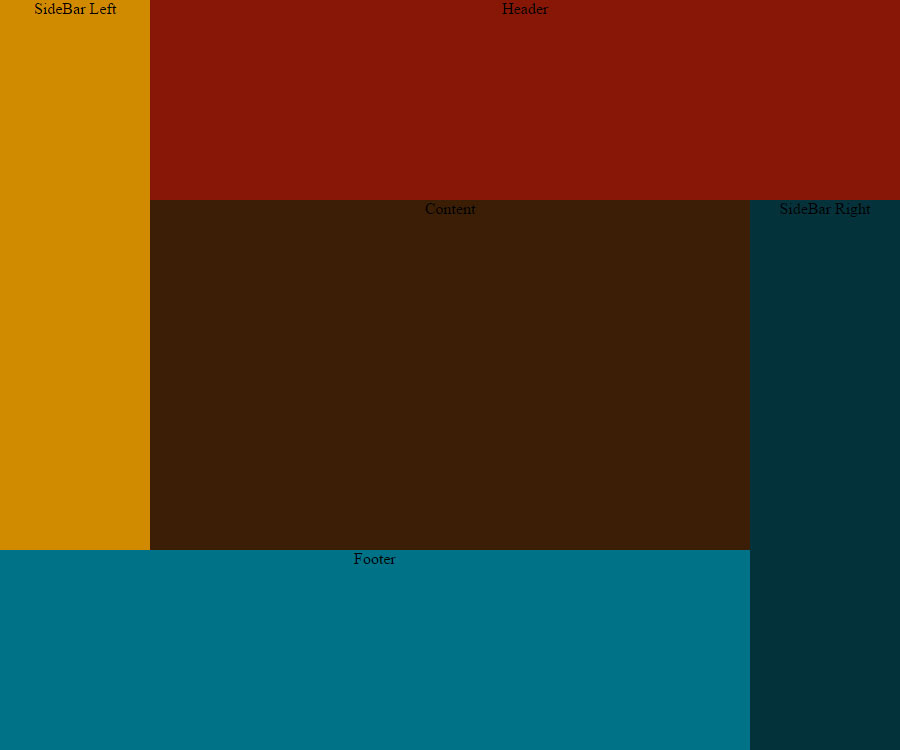 SideBar Left
Header
Content
SideBar Right
Footer